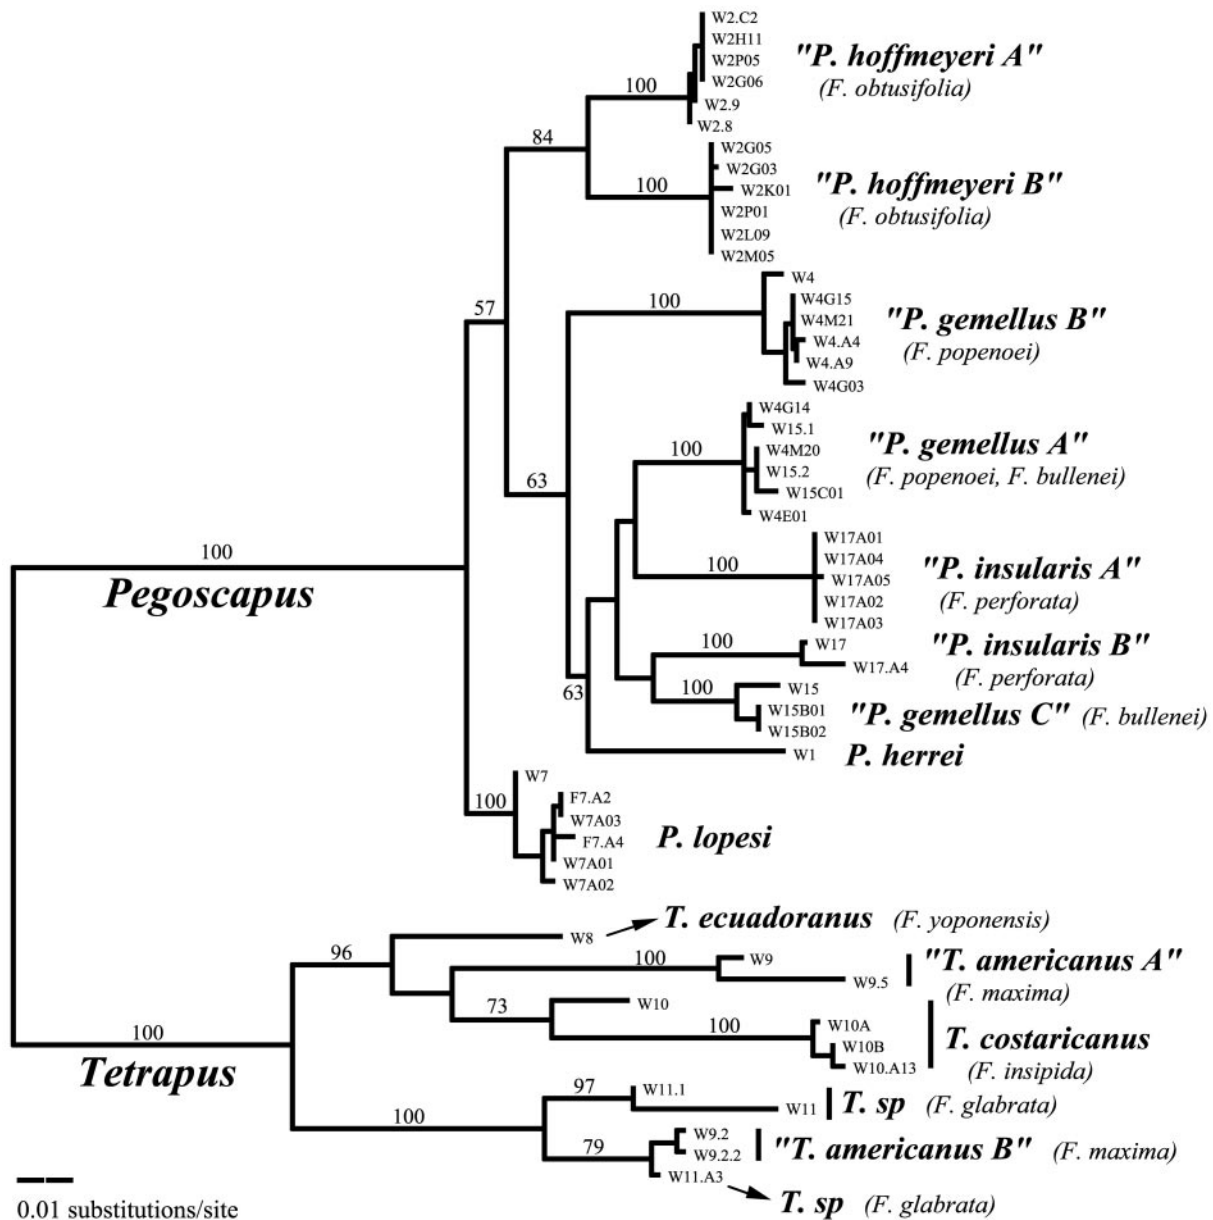 W2.C2
W2H11
W2P05
W2G06
W2.9
W2.8
100
"P. hoffmeyeri A"
(F. obtusifolia)
84
W2G05
W2G03
W2K01
W2P01
W2L09
W2M05
100
"P. hoffmeyeri B"
(F. obtusifolia)
57
W4
W4G15
W4M21
W4.A4
W4.A9
W4G03
100
"P. gemellus B"
(F. popenoei)
63
W4G14
W15.1
W4M20
W15.2
W15C01
W4E01
100
"P. gemellus A"
(F. popenoei, F. bullenei)
W17A01
W17A04
W17A05
W17A02
W17A03
100
"P. insularis A"
(F. perforata)
100
Pegoscapus
W17
W17.A4
100
"P. insularis B"
(F. perforata)
63
W15
W15B01
W15B02
100
"P. gemellus C" (F. bullenei)
W1
P. herrei
W7
F7.A2
W7A03
F7.A4
W7A01
W7A02
100
P. lopesi
96
W8
T. ecuadoranus (F. yoponensis)
100
W9
W9.5
"T. americanus A"
(F. maxima)
73
W10
100
W10A
W10B
W10.A13
T. costaricanus
(F. insipida)
100
Tetrapus
100
97
W11.1
W11
T. sp (F. glabrata)
79
W9.2
W9.2.2
"T. americanus B" (F. maxima)
W11.A3
T. sp (F. glabrata)
0.01 substitutions/site